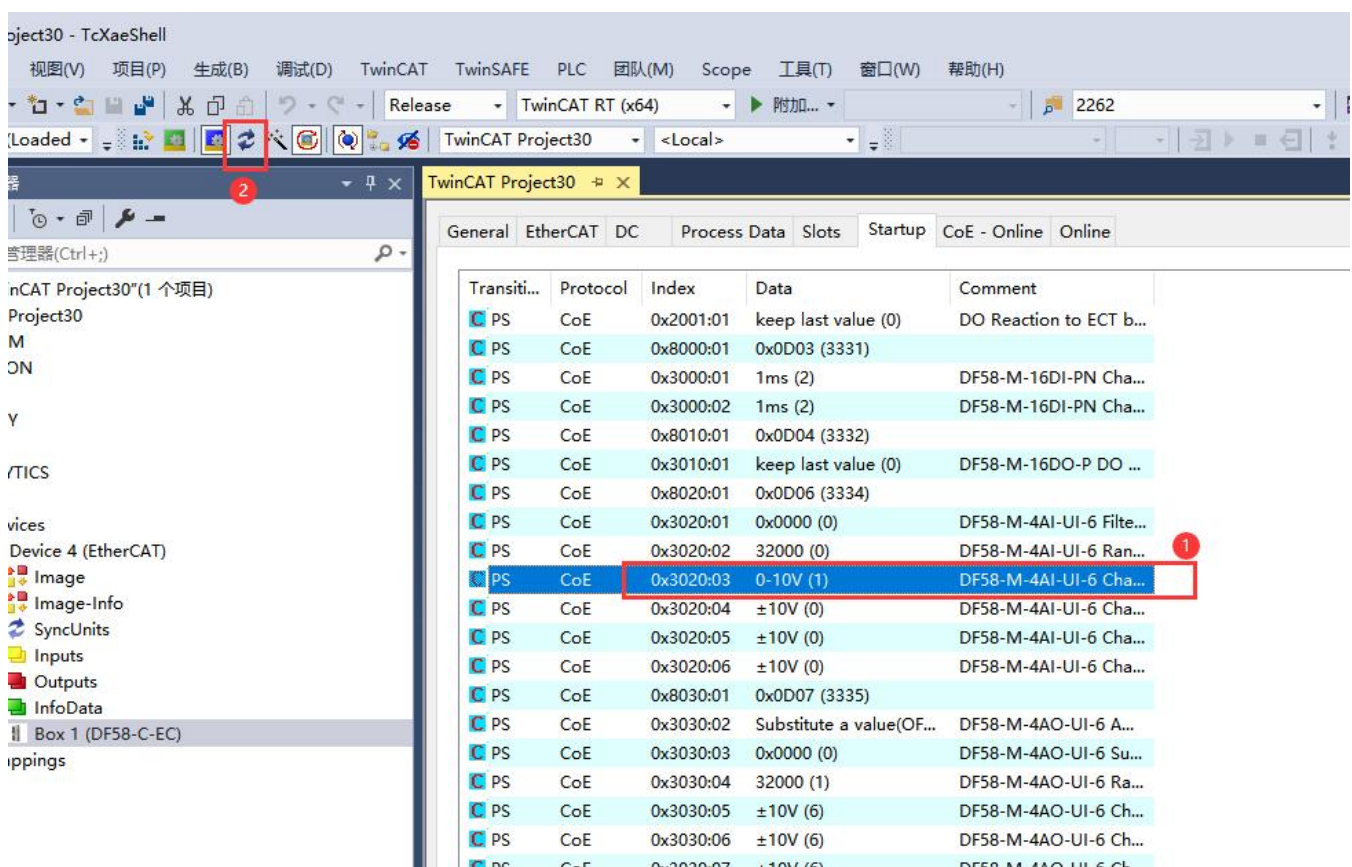 oject30 - TcXaeShell
视图(V) 项目(P) 生成(B) 调试(D) TwinCAT TwinSAFE PLC 团队(M) Scope 工具(T) 窗口(W) 帮助(H)
Release TwinCAT RT (x64) 附加... 2262
(Loaded TwinCAT Project30 <Local>
2
器
TwinCAT Project30
管理器(Ctrl+;)
General EtherCAT DC Process Data Slots Startup CoE - Online Online
nCAT Project30"(1 个项目)
Project30
M
ON
Y
YTICS
vices
Device 4 (EtherCAT)
Image
Image-Info
SyncUnits
Inputs
Outputs
InfoData
Box 1 (DF58-C-EC)
appings
Transiti... Protocol Index Data Comment
C PS CoE 0x2001:01 keep last value (0) DO Reaction to ECT b...
C PS CoE 0x8000:01 0x0D03 (3331)
C PS CoE 0x3000:01 1ms (2) DF58-M-16DI-PN Cha...
C PS CoE 0x3000:02 1ms (2) DF58-M-16DI-PN Cha...
C PS CoE 0x8010:01 0x0D04 (3332)
C PS CoE 0x3010:01 keep last value (0) DF58-M-16DO-P DO ...
C PS CoE 0x8020:01 0x0D06 (3334)
C PS CoE 0x3020:01 0x0000 (0) DF58-M-4AI-UI-6 Filte...
C PS CoE 0x3020:02 32000 (0) DF58-M-4AI-UI-6 Ran...
1
C PS CoE 0x3020:03 0-10V (1) DF58-M-4AI-UI-6 Cha...
C PS CoE 0x3020:04 ±10V (0) DF58-M-4AI-UI-6 Cha...
C PS CoE 0x3020:05 ±10V (0) DF58-M-4AI-UI-6 Cha...
C PS CoE 0x3020:06 ±10V (0) DF58-M-4AI-UI-6 Cha...
C PS CoE 0x8030:01 0x0D07 (3335)
C PS CoE 0x3030:02 Substitute a value(OF... DF58-M-4AO-UI-6 A...
C PS CoE 0x3030:03 0x0000 (0) DF58-M-4AO-UI-6 Su...
C PS CoE 0x3030:04 32000 (1) DF58-M-4AO-UI-6 Ra...
C PS CoE 0x3030:05 ±10V (6) DF58-M-4AO-UI-6 Ch...
C PS CoE 0x3030:06 ±10V (6) DF58-M-4AO-UI-6 Ch...